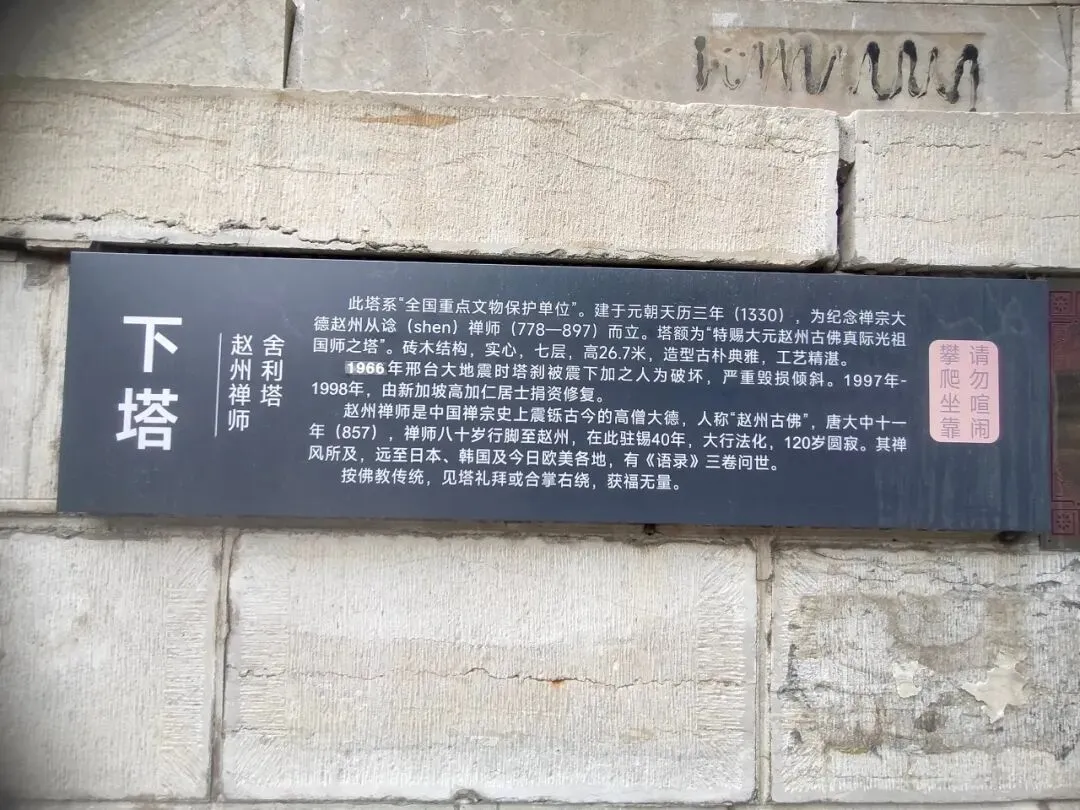 下塔
赵州禅师
舍利塔
此塔系“全国重点文物保护单位”。建于元朝天历三年（1330），为纪念禅宗大
德赵州从谂（shen）禅师（778—897）而立。塔额为“特赐大元赵州古佛真际光祖
国师之塔”。砖木结构，实心，七层，高26.7米，造型古朴典雅，工艺精湛。
1966年邢台大地震时塔刹被震下加之人为破坏，严重毁损倾斜。1997年-
1998年，由新加坡高加仁居士捐资修复。
赵州禅师是中国禅宗史上震铄古今的高僧大德，人称“赵州古佛”，唐大中十一
年（857），禅师八十岁行脚至赵州，在此驻锡40年，大行法化，120岁圆寂。其禅
风所及，远至日本、韩国及今日欧美各地，有《语录》三卷问世。
按佛教传统，见塔礼拜或合掌右绕，获福无量。
请勿喧闹
攀爬坐靠